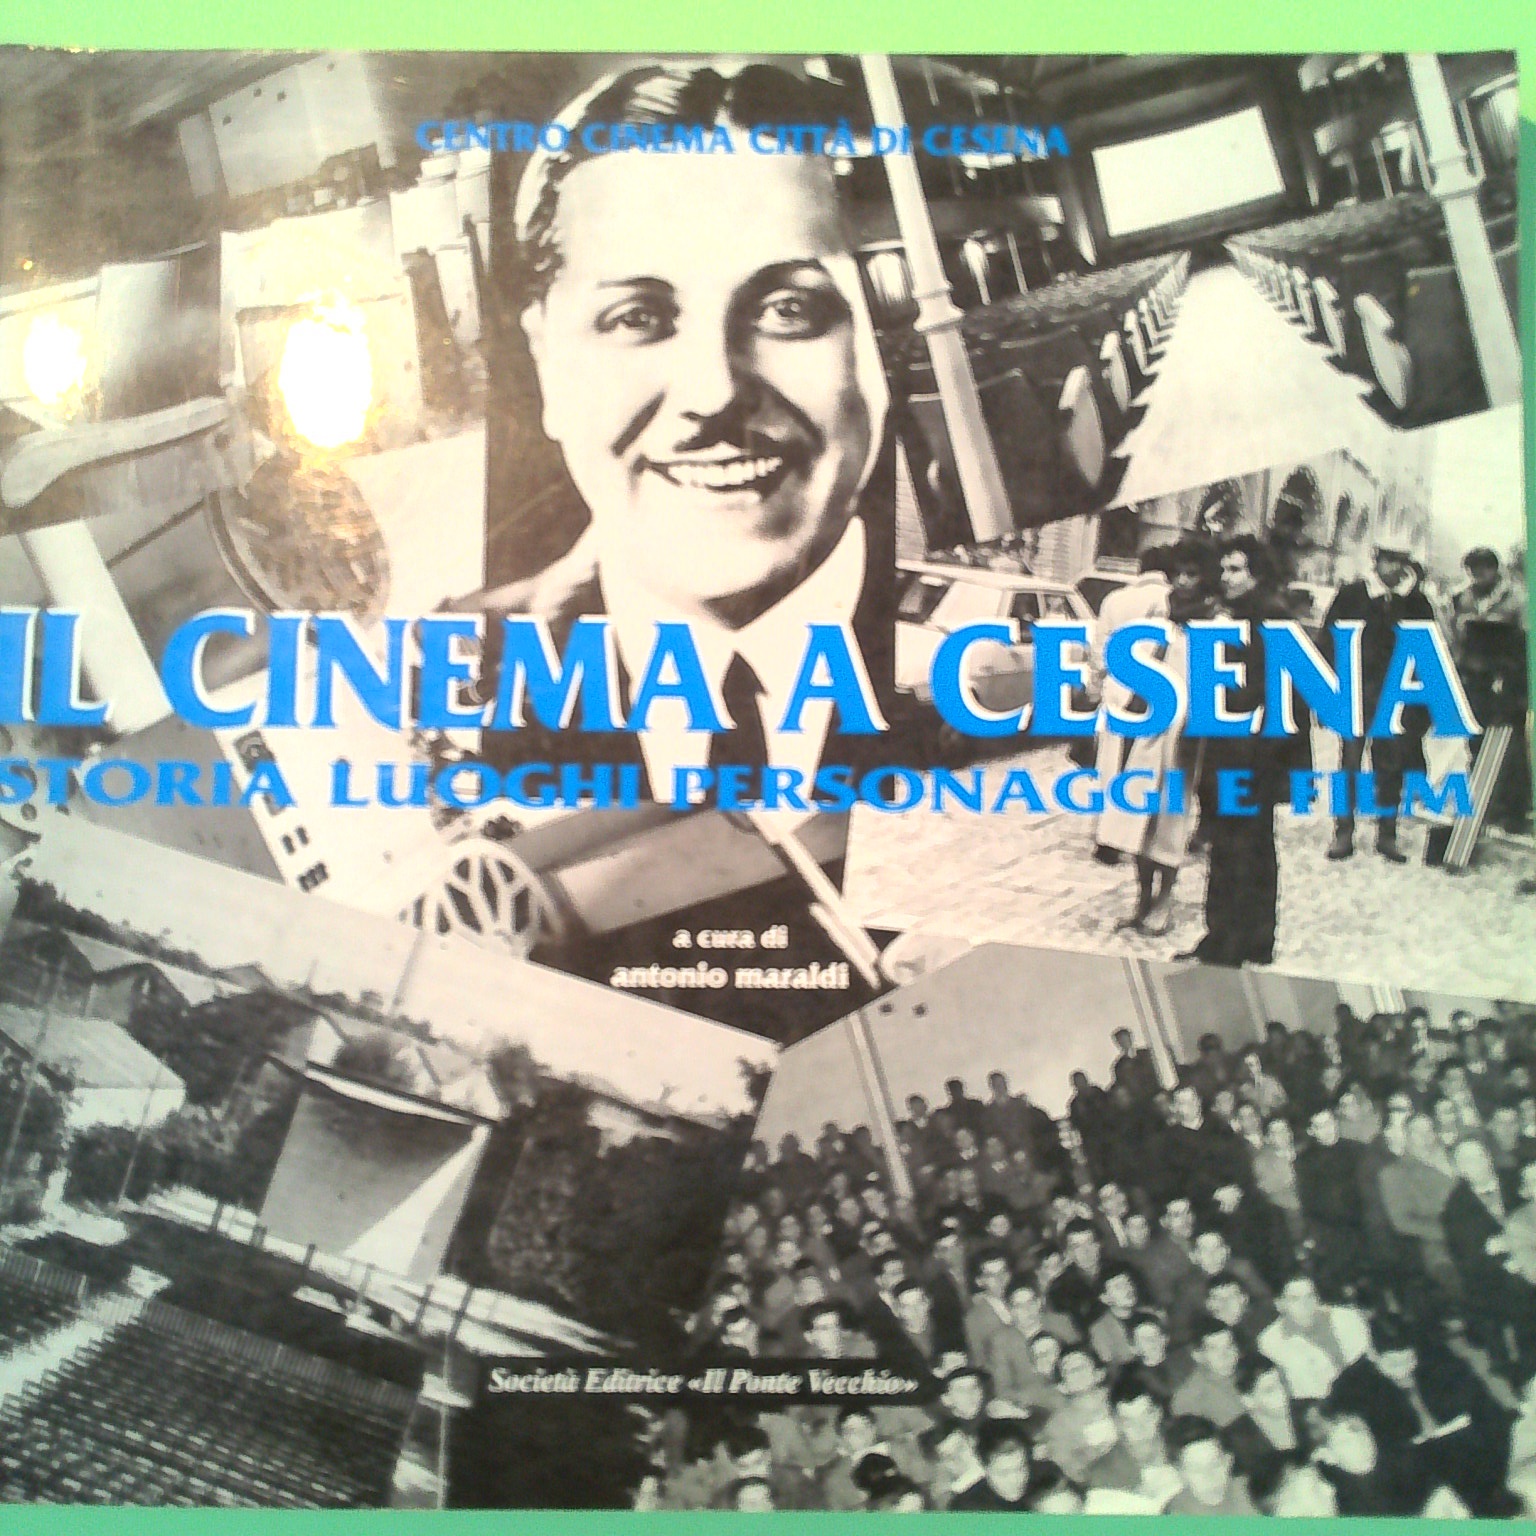 CENTRO CINEMA CITTÀ DI CESENA
IL CINEMA A CESENA
STORIA LUOGHI PERSONAGGI E FILM
a cura di
antonio maraldi
Società Editrice «Il Ponte Vecchio»